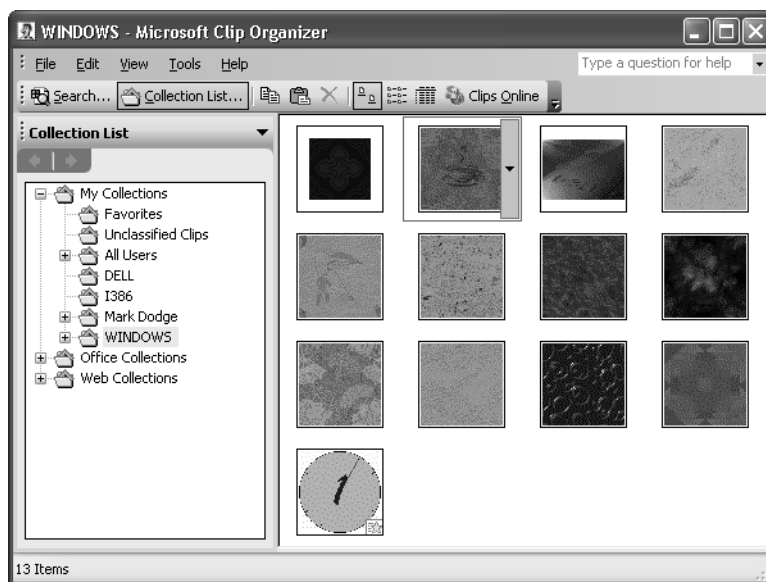 WINDOWS - Microsoft Clip Organizer
File Edit View Tools Help
Type a question for help
Search... Collection List... Clips Online
Collection List
My Collections
Favorites
Unclassified Clips
All Users
DELL
I386
Mark Dodge
WINDOWS
Office Collections
Web Collections
13 Items